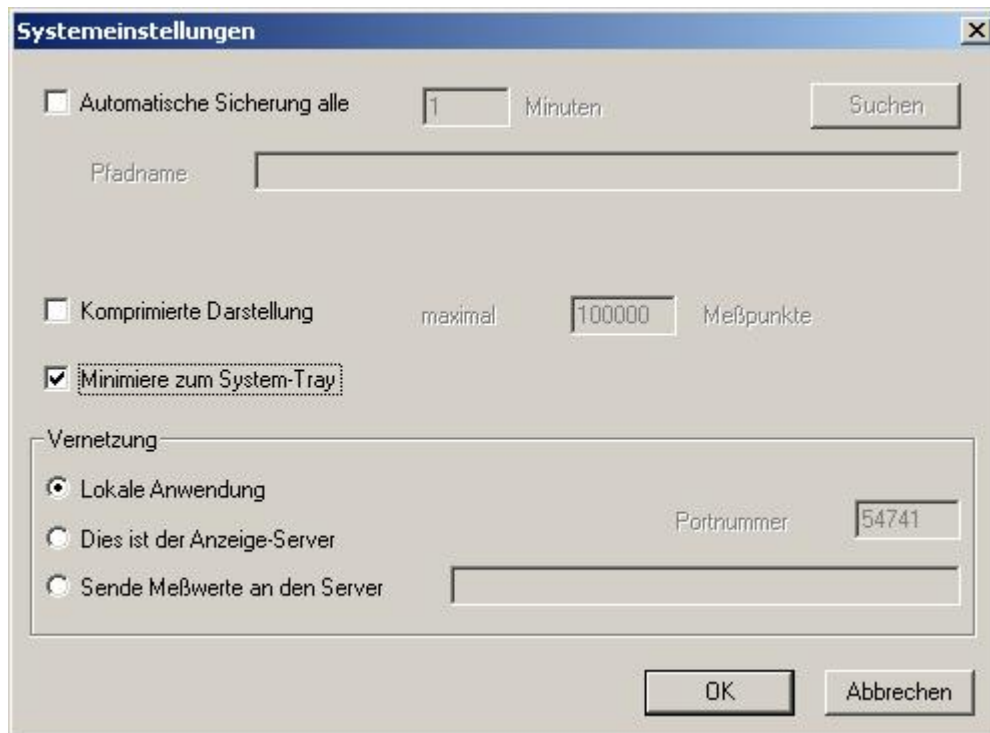 Systemeinstellungen
Automatische Sicherung alle 1 Minuten Suchen
Pfadname
Komprimierte Darstellung maximal 100000 Meßpunkte
Minimiere zum System-Tray
Vernetzung
Lokale Anwendung
Portnummer 54741
Dies ist der Anzeige-Server
Sende Meßwerte an den Server
OK Abbrechen